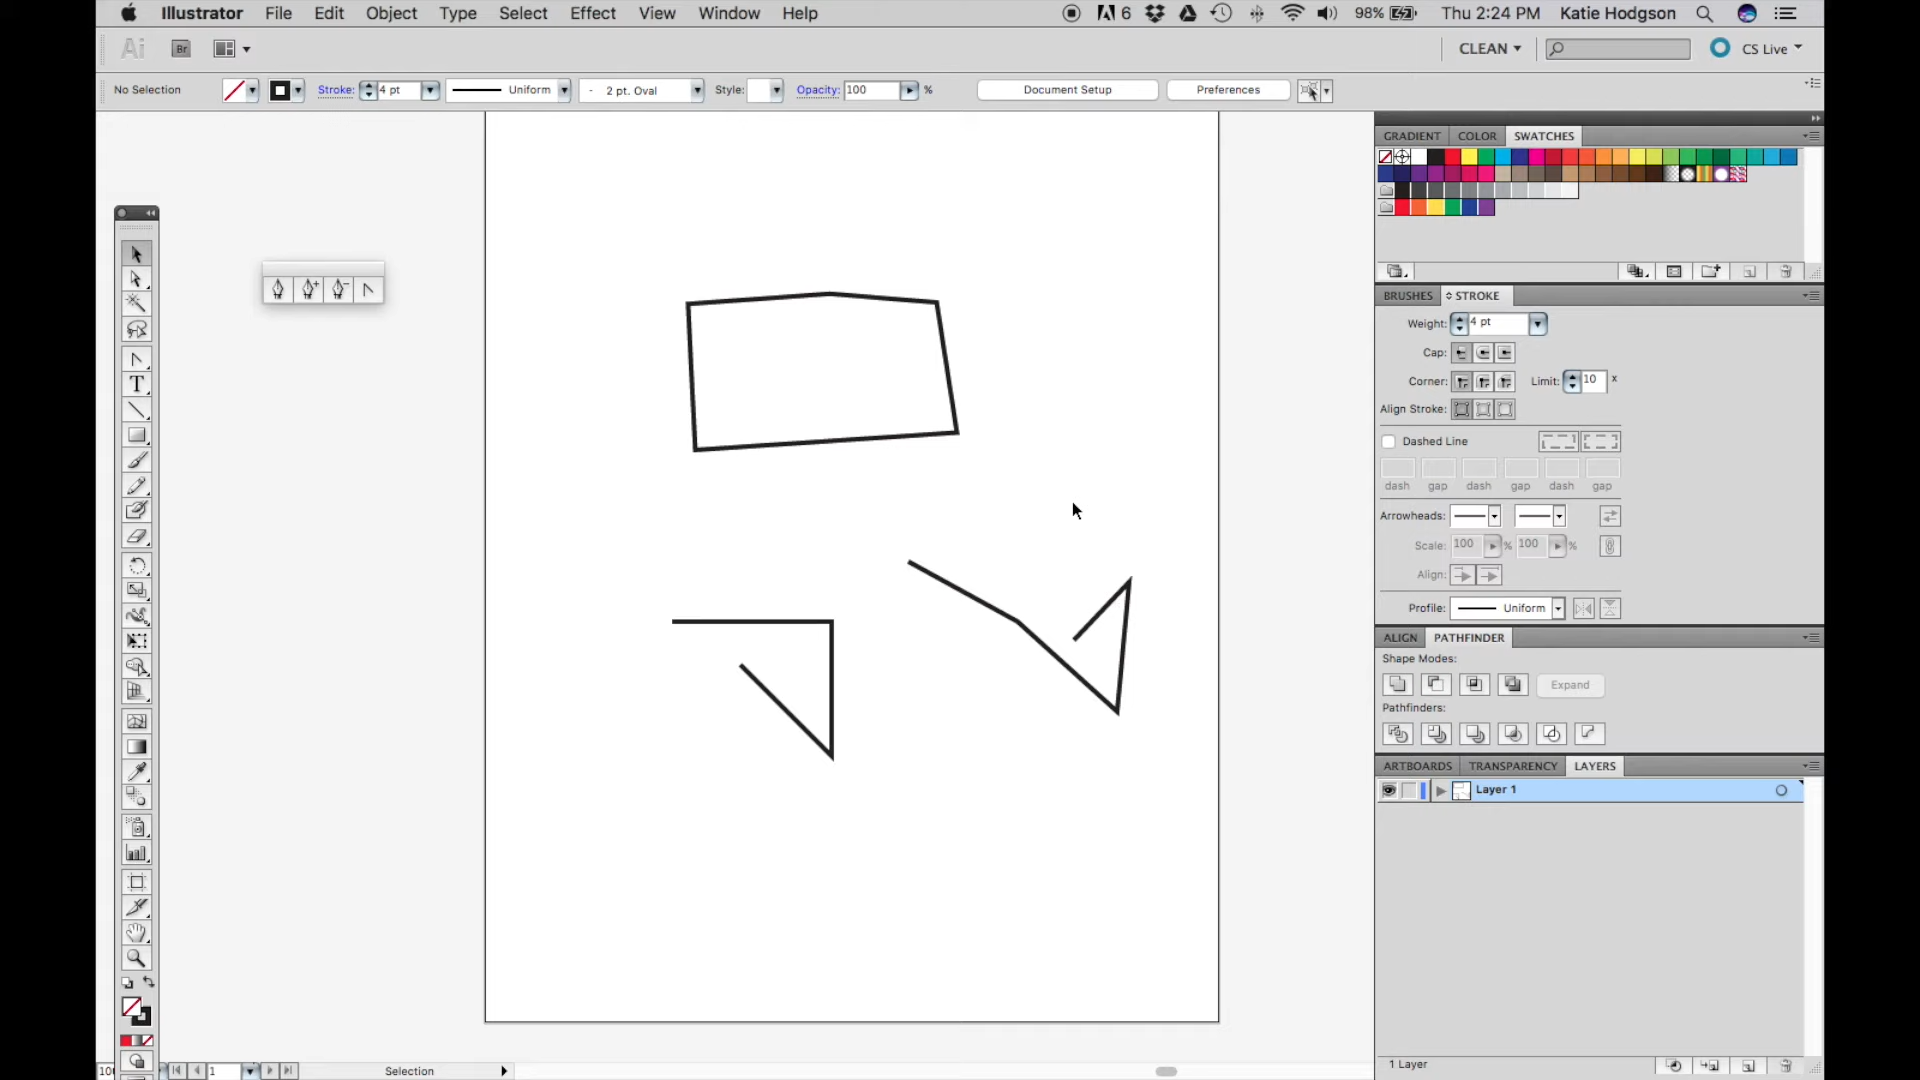 Illustrator File Edit Object Type Select Effect View Window Help 6 98% Thu 2:24 PM Katie Hodgson
Ai Br CLEAN CS Live
No Selection Stroke: 4 pt Uniform - 2 pt. Oval Style: Opacity: 100 % Document Setup Preferences
GRADIENT COLOR SWATCHES
BRUSHES STROKE
Weight: 4 pt
Cap:
Corner: Limit: 10 x
Align Stroke:
Dashed Line
dash gap dash gap dash gap
Arrowheads:
Scale: 100 % 100 %
Align:
Profile: Uniform
ALIGN PATHFINDER
Shape Modes:
Expand
Pathfinders:
ARTBOARDS TRANSPARENCY LAYERS
Layer 1
1 Layer
1 Selection